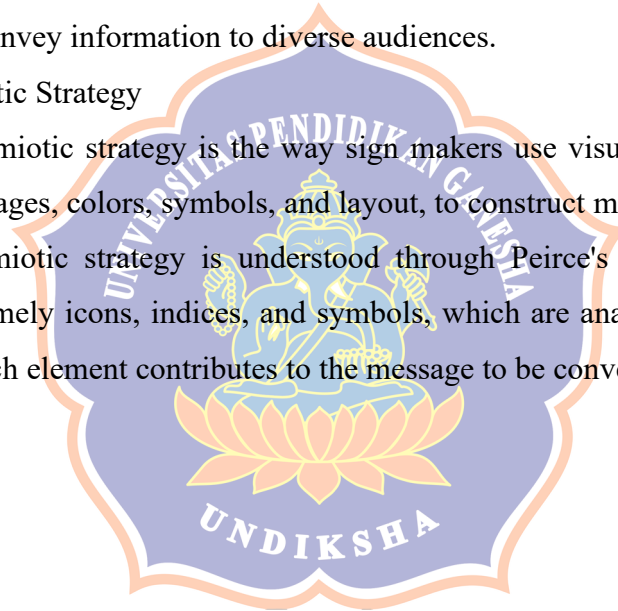 nvey information to diverse audiences.
tic Strategy
miotic strategy is the way sign makers use visu
ages, colors, symbols, and layout, to construct m
miotic strategy is understood through Peirce's
mely icons, indices, and symbols, which are ana
ch element contributes to the message to be conv
UNIVERSITAS PENDIDIKAN GANESHA
UNDIKSHA